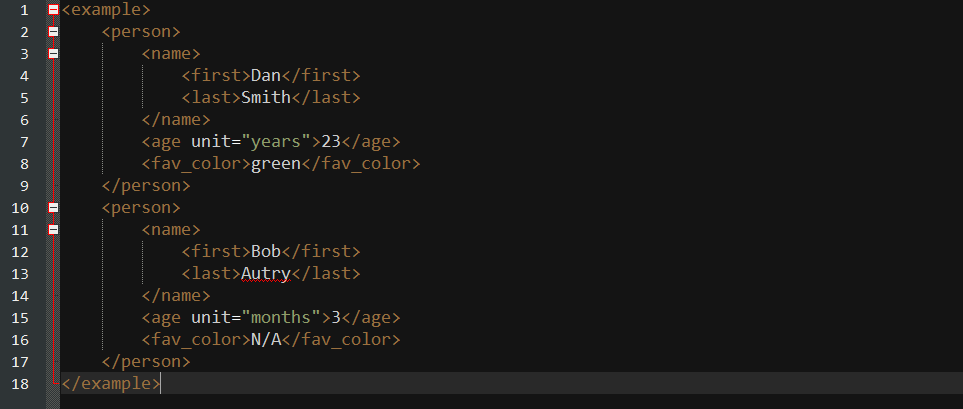 1 <example>
2     <person>
3         <name>
4             <first>Dan</first>
5             <last>Smith</last>
6         </name>
7         <age unit="years">23</age>
8         <fav_color>green</fav_color>
9     </person>
10     <person>
11         <name>
12             <first>Bob</first>
13             <last>Autry</last>
14         </name>
15         <age unit="months">3</age>
16         <fav_color>N/A</fav_color>
17     </person>
18 </example>